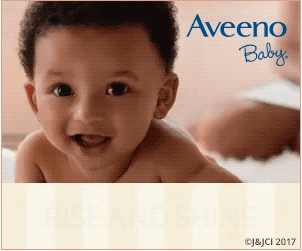 Aveeno
Baby®
RISE AND SHINE
©J&JCI 2017